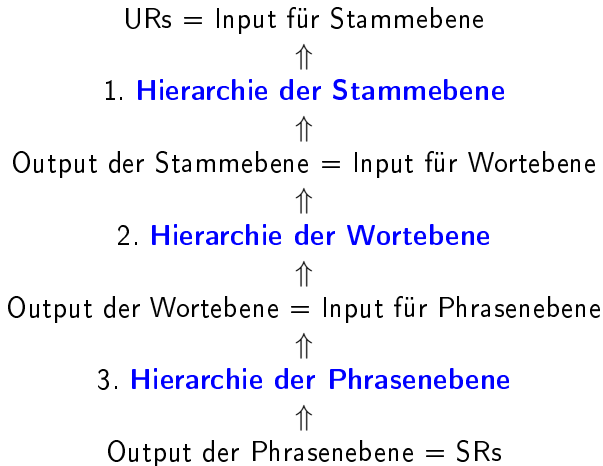 URs = Input für Stammebene
⇑
1. Hierarchie der Stammebene
⇑
Output der Stammebene = Input für Wortebene
⇑
2. Hierarchie der Wortebene
⇑
Output der Wortebene = Input für Phrasenebene
⇑
3. Hierarchie der Phrasenebene
⇑
Output der Phrasenebene = SRs